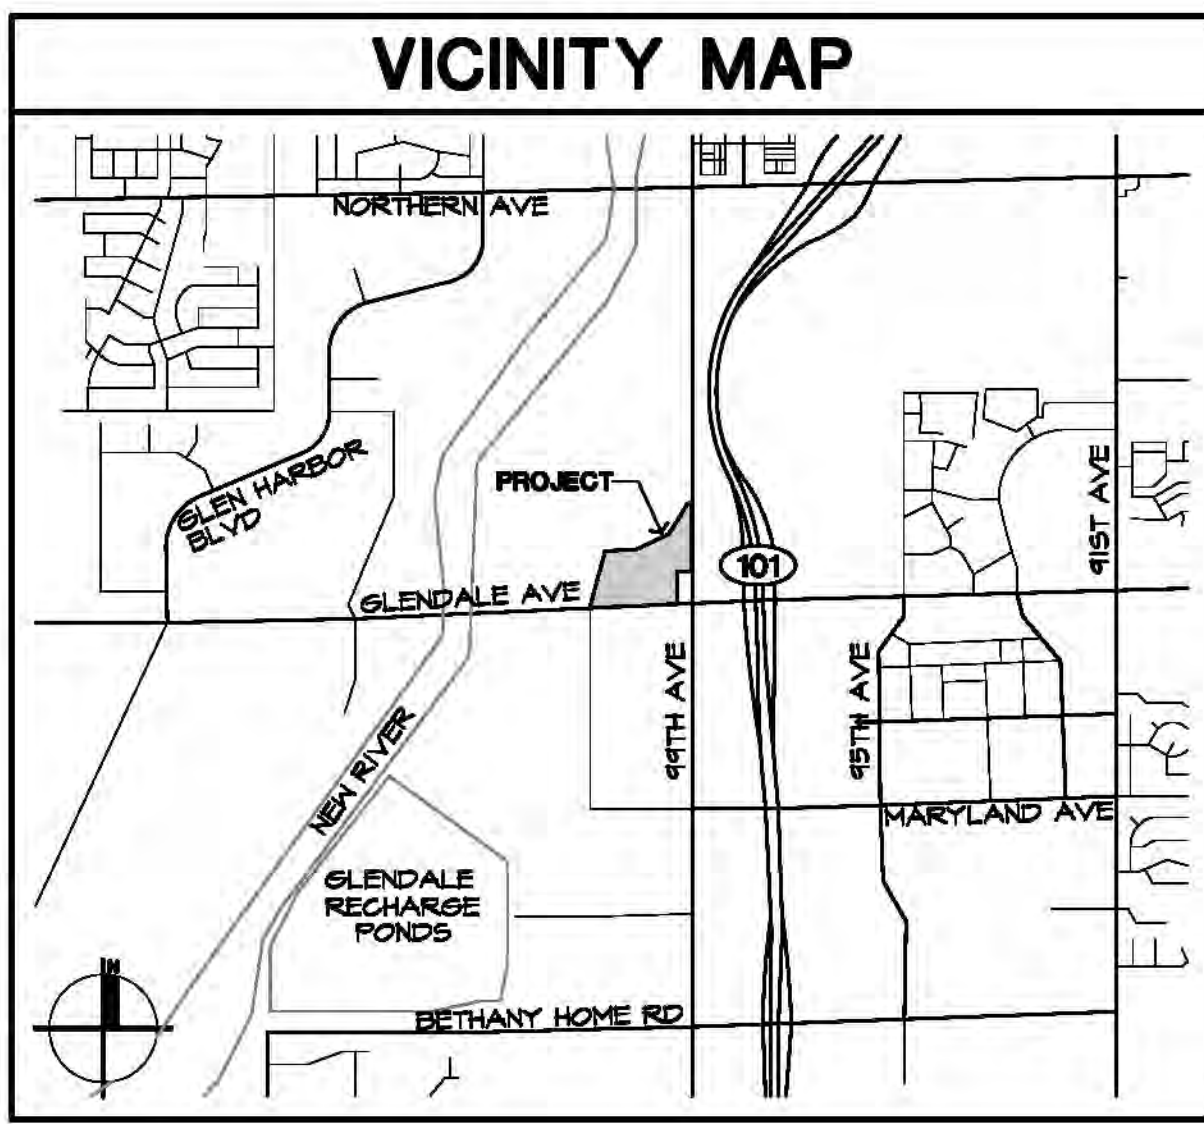 VICINITY MAP
NORTHERN AVE
GLEN HARBOR
BLVD
PROJECT
91ST AVE
101
GLENDALE AVE
99TH AVE
95TH AVE
NEW RIVER
MARYLAND AVE
GLENDALE
RECHARGE
PONDS
N
BETHANY HOME RD